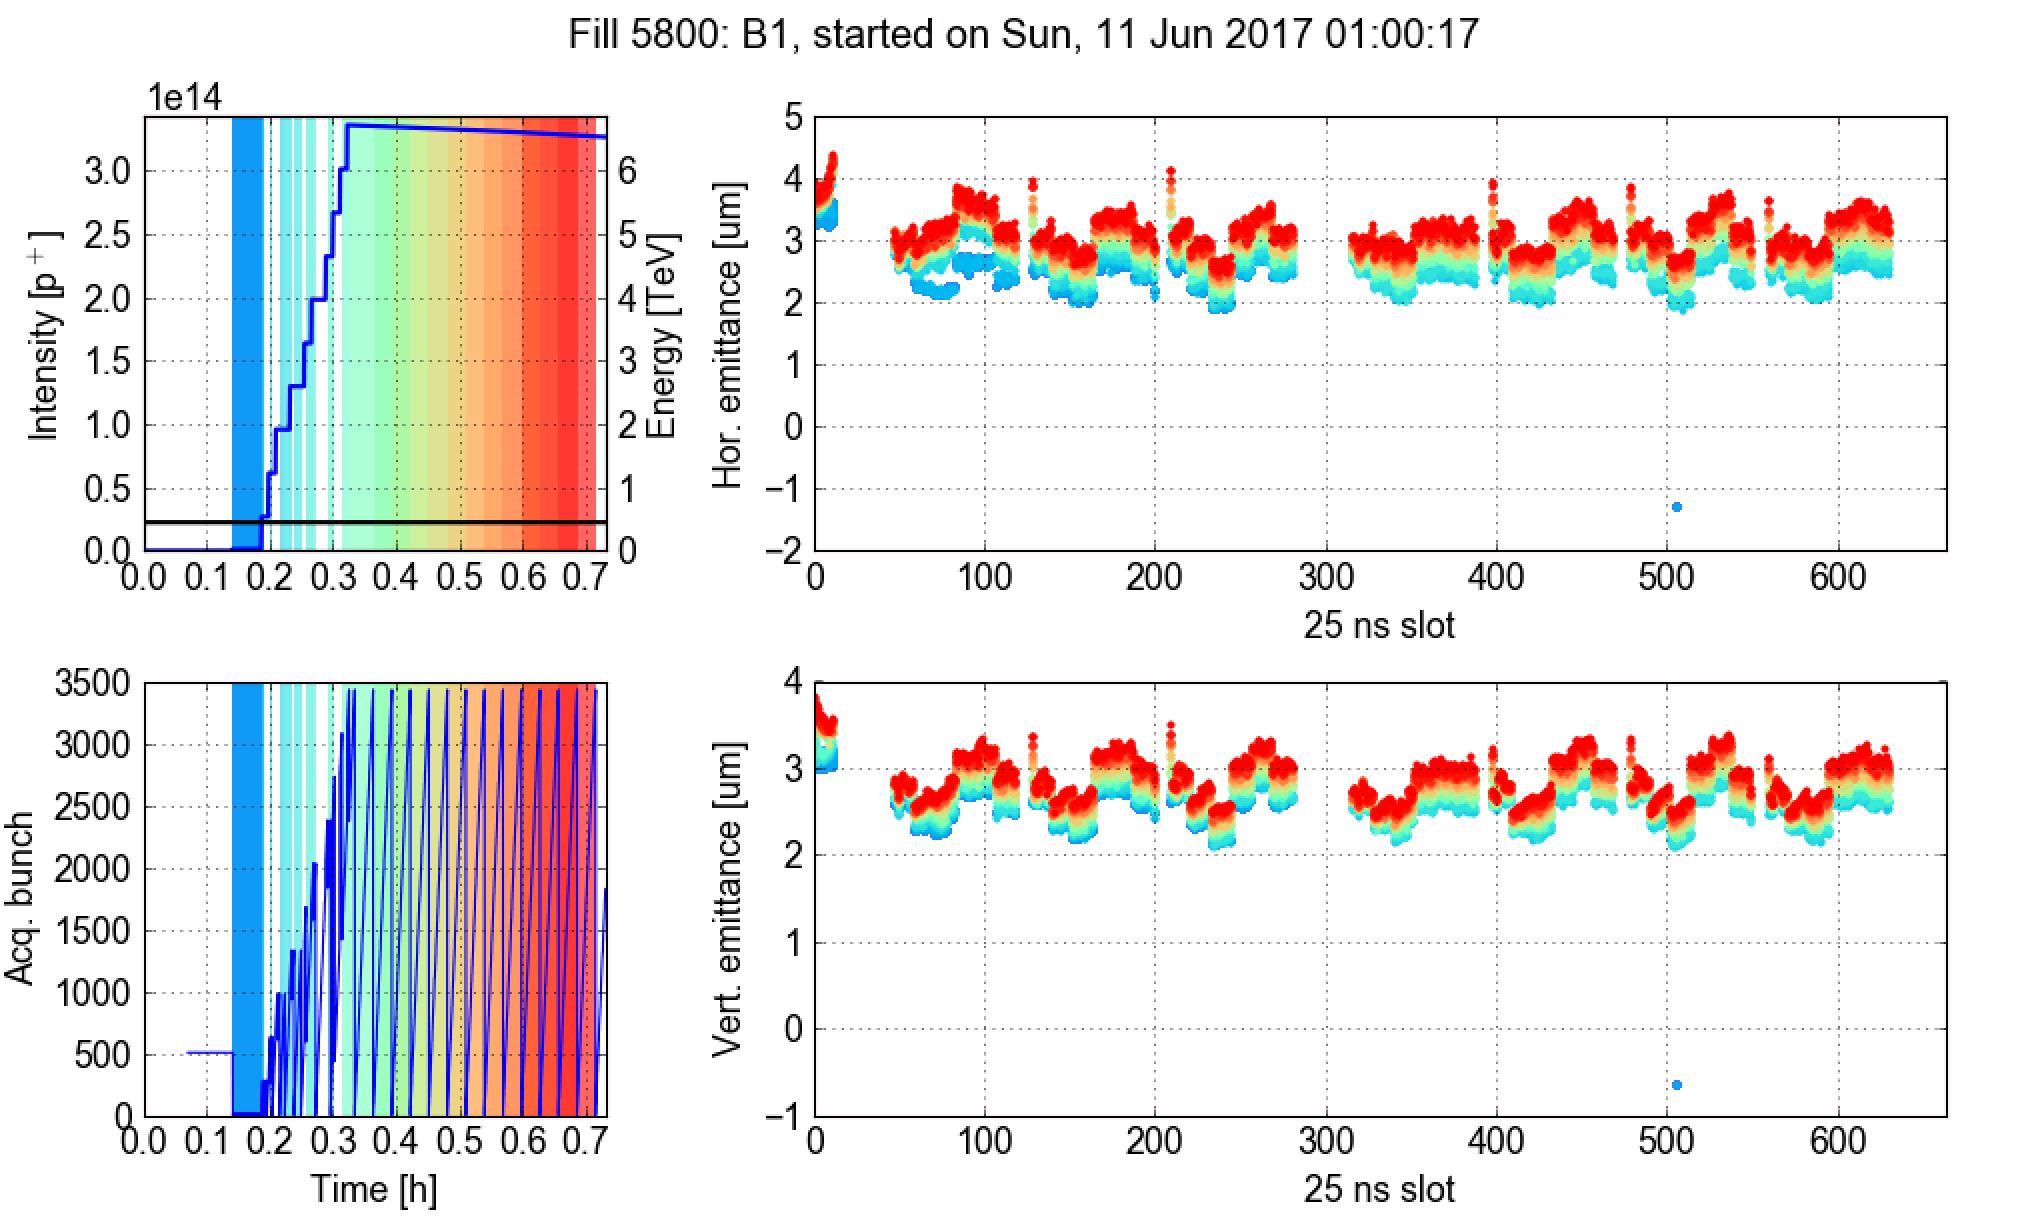 Fill 5800: B1, started on Sun, 11 Jun 2017 01:00:17
1e14
Intensity [p⁺]
3.0
2.5
2.0
1.5
1.0
0.5
0.0
0.0 0.1 0.2 0.3 0.4 0.5 0.6 0.7
6
5
4
3
2
1
0
Energy [TeV]
Hor. emittance [um]
5
4
3
2
1
0
−1
−2
0 100 200 300 400 500 600
25 ns slot
Acq. bunch
3500
3000
2500
2000
1500
1000
500
0
0.0 0.1 0.2 0.3 0.4 0.5 0.6 0.7
Time [h]
Vert. emittance [um]
4
3
2
1
0
−1
0 100 200 300 400 500 600
25 ns slot